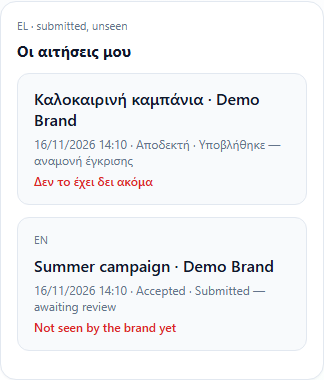 EL · submitted, unseen
Οι αιτήσεις μου
Καλοκαιρινή καμπάνια · Demo
Brand
16/11/2026 14:10 · Αποδεκτή · Υποβλήθηκε —
αναμονή έγκρισης
Δεν το έχει δει ακόμα
EN
Summer campaign · Demo Brand
16/11/2026 14:10 · Accepted · Submitted —
awaiting review
Not seen by the brand yet